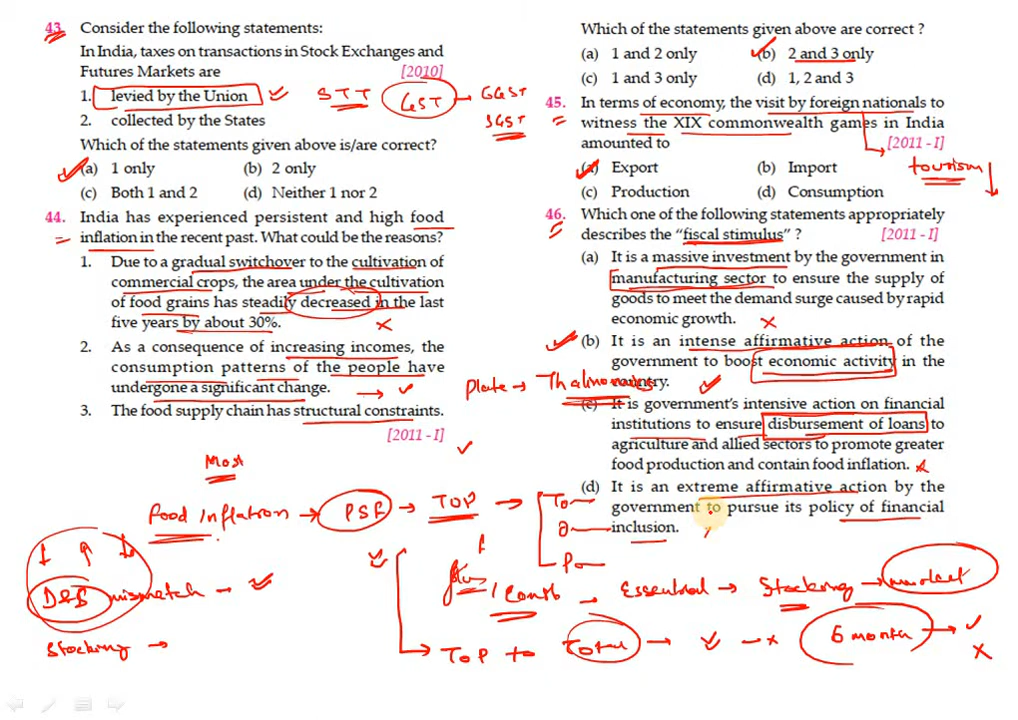 43. Consider the following statements:
In India, taxes on transactions in Stock Exchanges and
Futures Markets are
[2010]
1. levied by the Union
2. collected by the States
Which of the statements given above is/are correct?
(a) 1 only (b) 2 only
(c) Both 1 and 2 (d) Neither 1 nor 2
STT GST CGST
SGST
44. India has experienced persistent and high food
inflation in the recent past. What could be the reasons?
1. Due to a gradual switchover to the cultivation of
commercial crops, the area under the cultivation
of food grains has steadily decreased in the last
five years by about 30%.
2. As a consequence of increasing incomes, the
consumption patterns of the people have
undergone a significant change.
3. The food supply chain has structural constraints.
[2011 - I]
Which of the statements given above are correct ?
(a) 1 and 2 only (b) 2 and 3 only
(c) 1 and 3 only (d) 1, 2 and 3
45. In terms of economy, the visit by foreign nationals to
witness the XIX commonwealth games in India
amounted to [2011 - I]
(a) Export (b) Import
(c) Production (d) Consumption
tourism
46. Which one of the following statements appropriately
describes the "fiscal stimulus" ? [2011 - I]
(a) It is a massive investment by the government in
manufacturing sector to ensure the supply of
goods to meet the demand surge caused by rapid
economic growth.
(b) It is an intense affirmative action of the
government to boost economic activity in the
country.
Plate → Thalinomics
(c) It is government's intensive action on financial
institutions to ensure disbursement of loans to
agriculture and allied sectors to promote greater
food production and contain food inflation.
(d) It is an extreme affirmative action by the
government to pursue its policy of financial
inclusion.
Most
Food Inflation → PSF → TOP → To
O
Po
D&S mismatch
Essential → Stocking → market
Stocking →
TOP to Total → 6 month